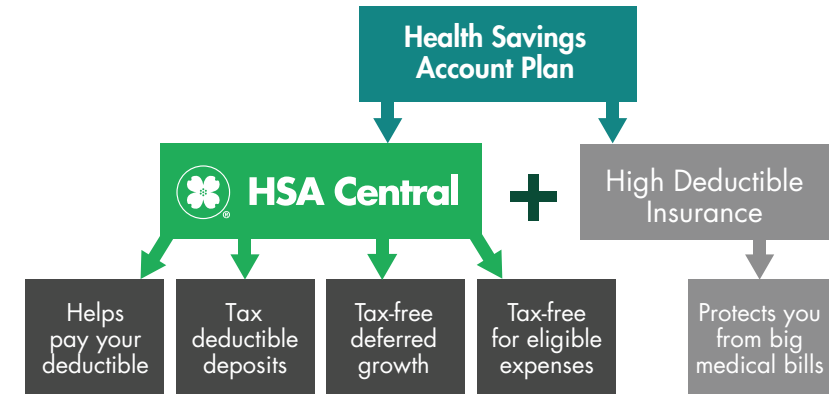 Health Savings
Account Plan
HSA Central
®
+
High Deductible
Insurance
Helps
pay your
deductible
Tax
deductible
deposits
Tax-free
deferred
growth
Tax-free
for eligible
expenses
Protects you
from big
medical bills